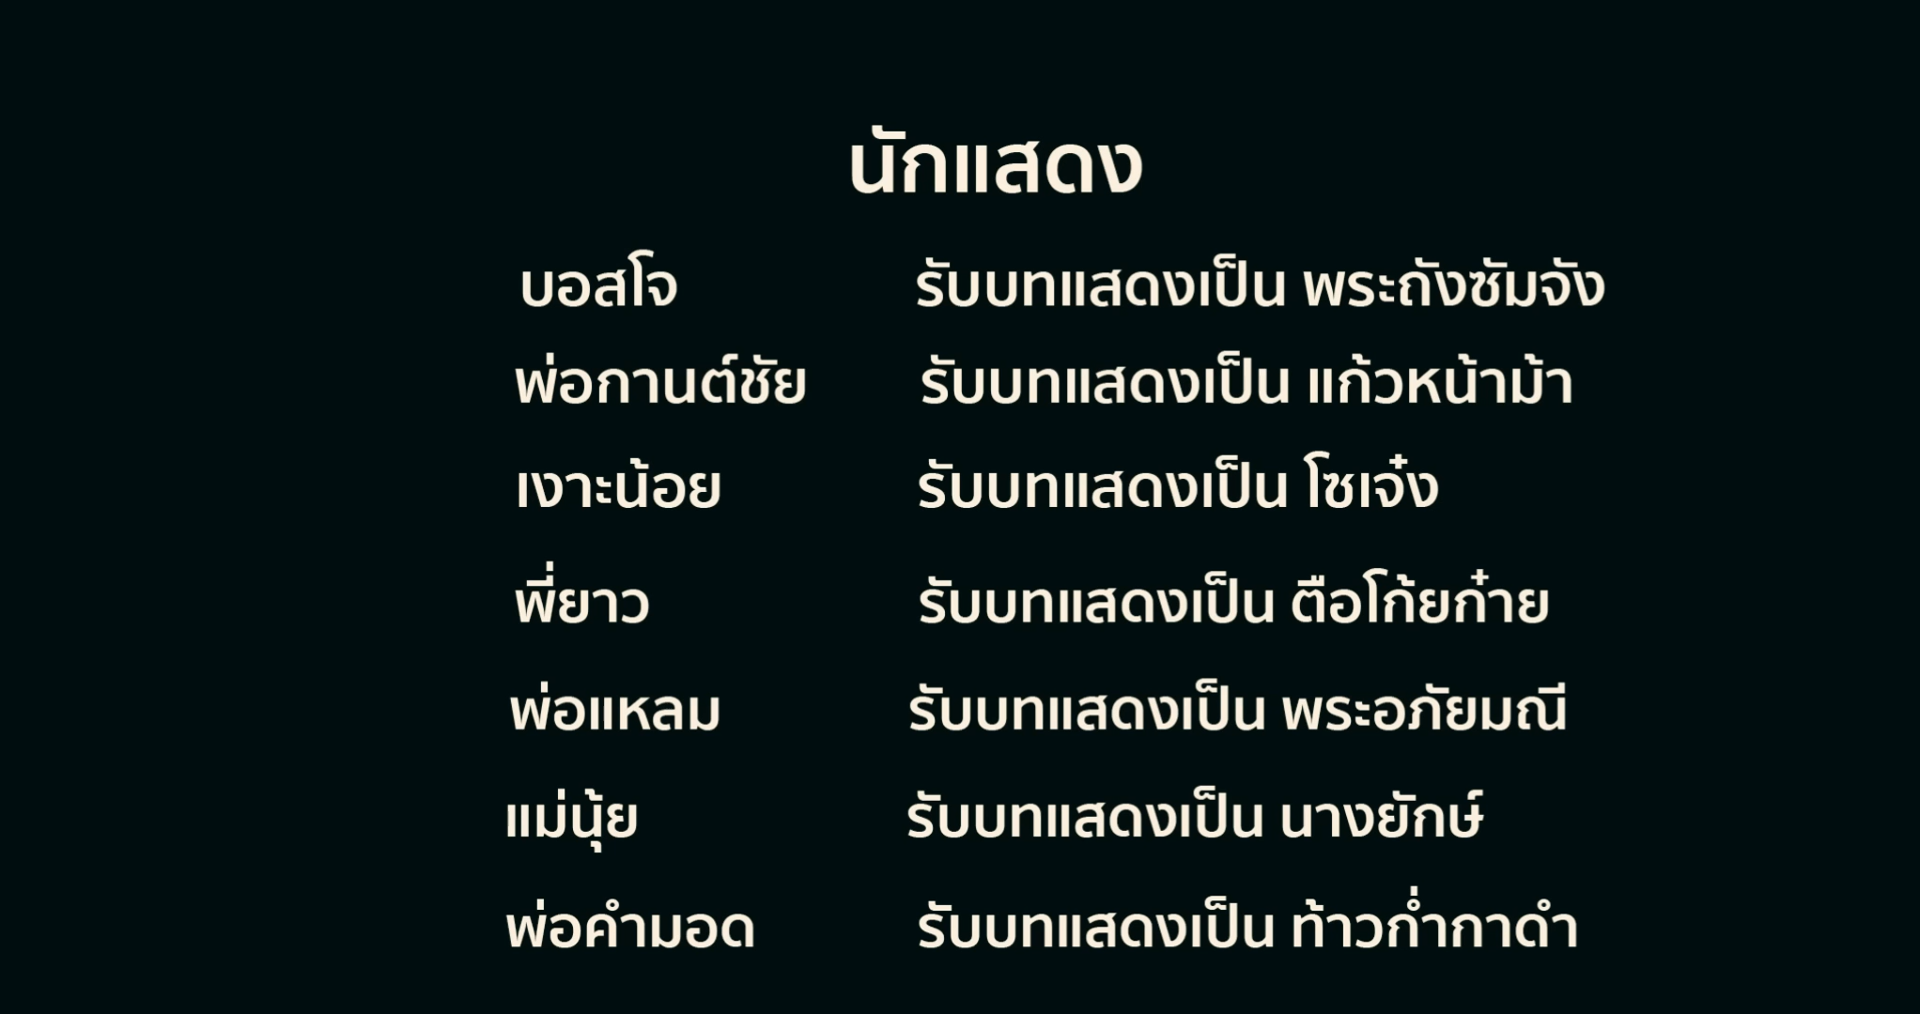 นักแสดง
บอสโจ รับบทแสดงเป็น พระถังซัมจัง
พ่อกานต์ชัย รับบทแสดงเป็น แก้วหน้าม้า
เงาะน้อย รับบทแสดงเป็น โซเจ๋ง
พี่ยาว รับบทแสดงเป็น ตือโก้ยก๋าย
พ่อแหลม รับบทแสดงเป็น พระอภัยมณี
แม่นุ้ย รับบทแสดงเป็น นางยักษ์
พ่อคำมอด รับบทแสดงเป็น ท้าวก่ำกาดำ